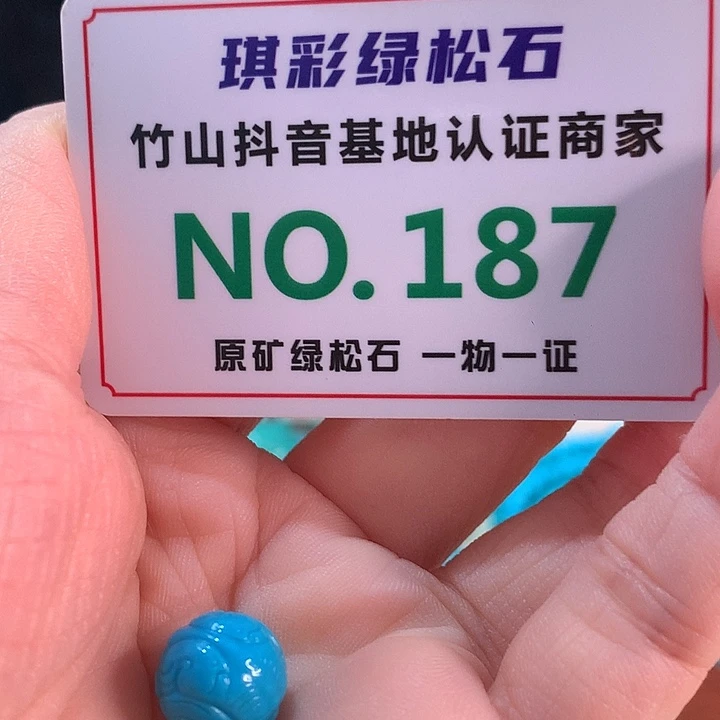 琪彩绿松石
竹山抖音基地认证商家
NO.187
原矿绿松石 一物一证